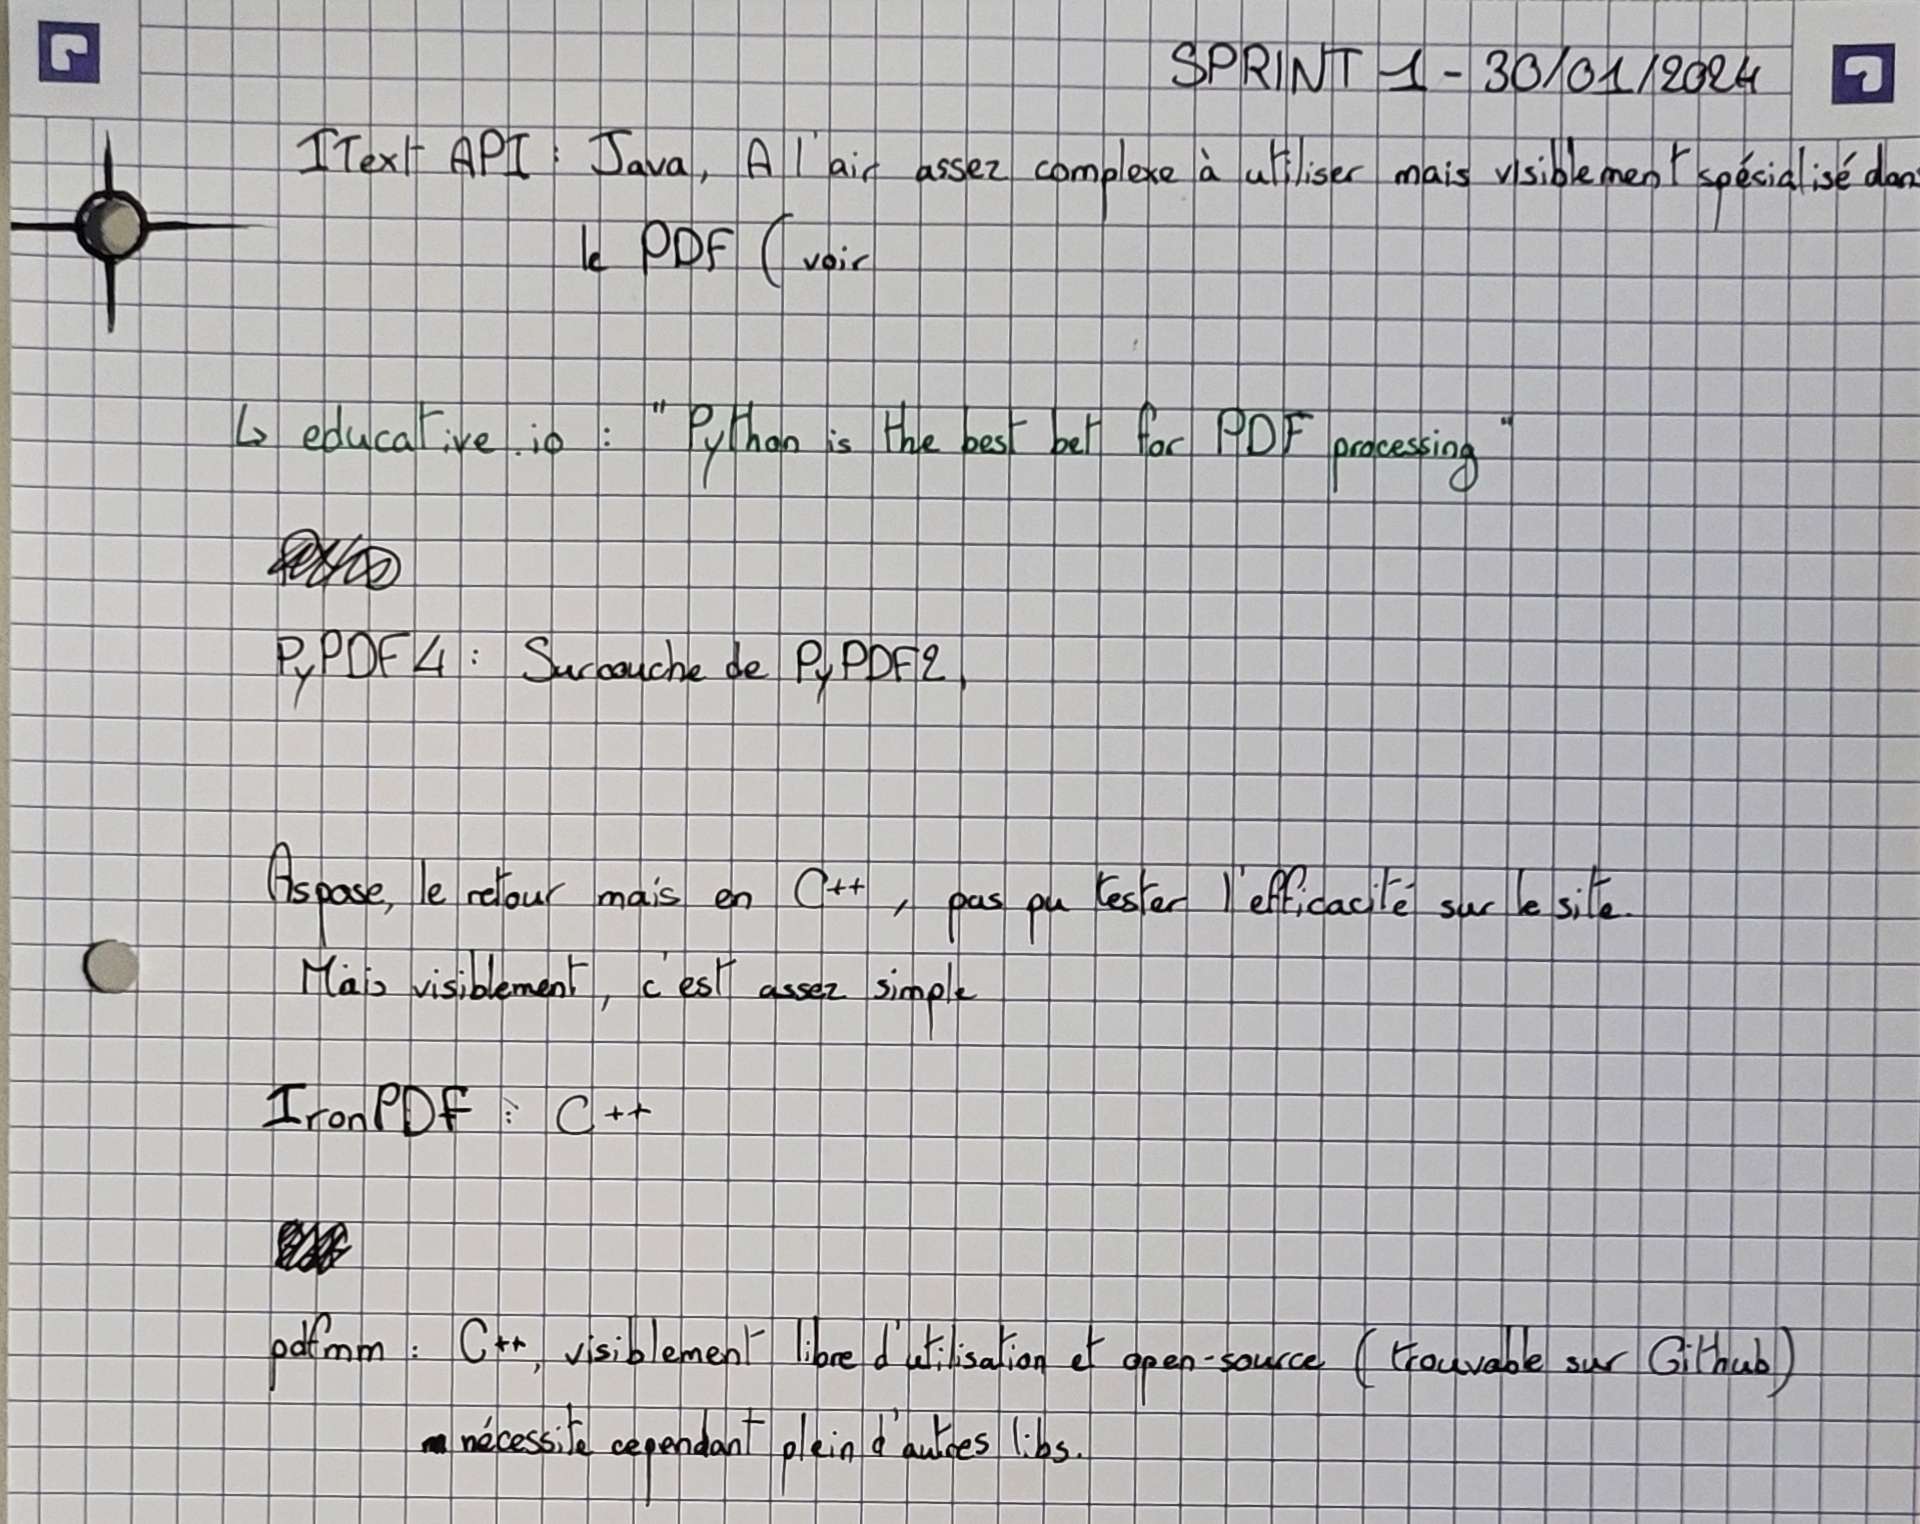 SPRINT 1 - 30/01/2024
IText API : Java, A l'air assez complexe à utiliser mais visiblement spécialisé dans
le PDF (voir
↳ educative.io : "Python is the best bet for PDF processing"
PyPDF4 : Surcouche de PyPDF2,
Aspose, le retour mais en C++, pas pu tester l'efficacité sur le site.
Mais visiblement, c'est assez simple
IronPDF : C++
pdfmm : C++, visiblement libre d'utilisation et open-source (trouvable sur Github)
nécessite cependant plein d'autres libs.